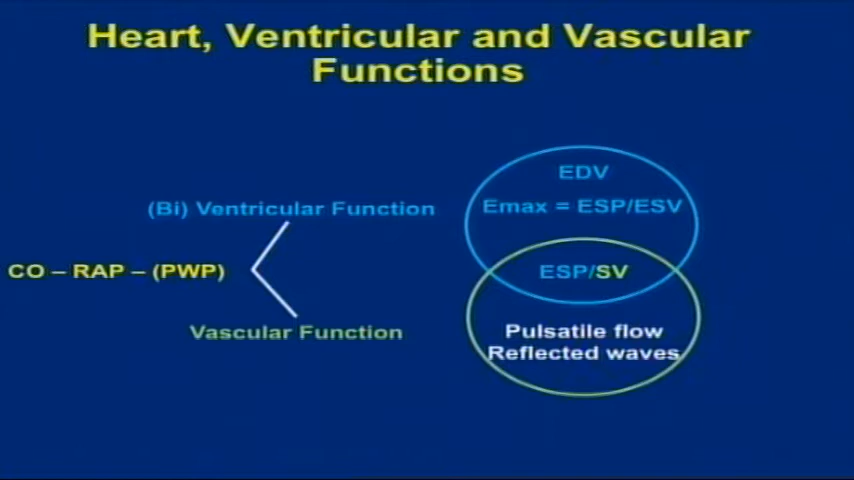 Heart, Ventricular and Vascular
Functions
EDV
(Bi) Ventricular Function
Emax = ESP/ESV
CO – RAP – (PWP)
ESP/SV
Vascular Function
Pulsatile flow
Reflected waves